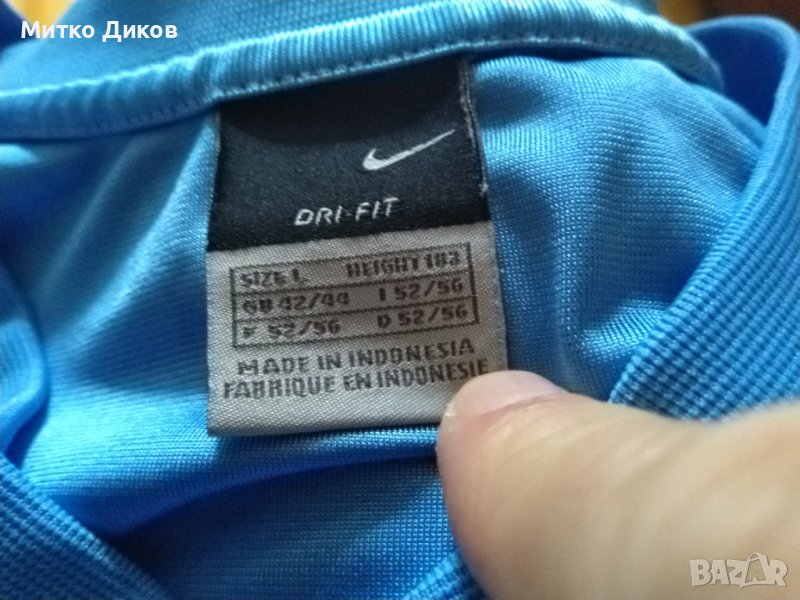 Митко Диков
DRI-FIT
SIZE L HEIGHT 183
GB 42/44 I 52/56
F 52/56 D 52/56
MADE IN INDONESIA
FABRIQUE EN INDONESIE
BAZAR